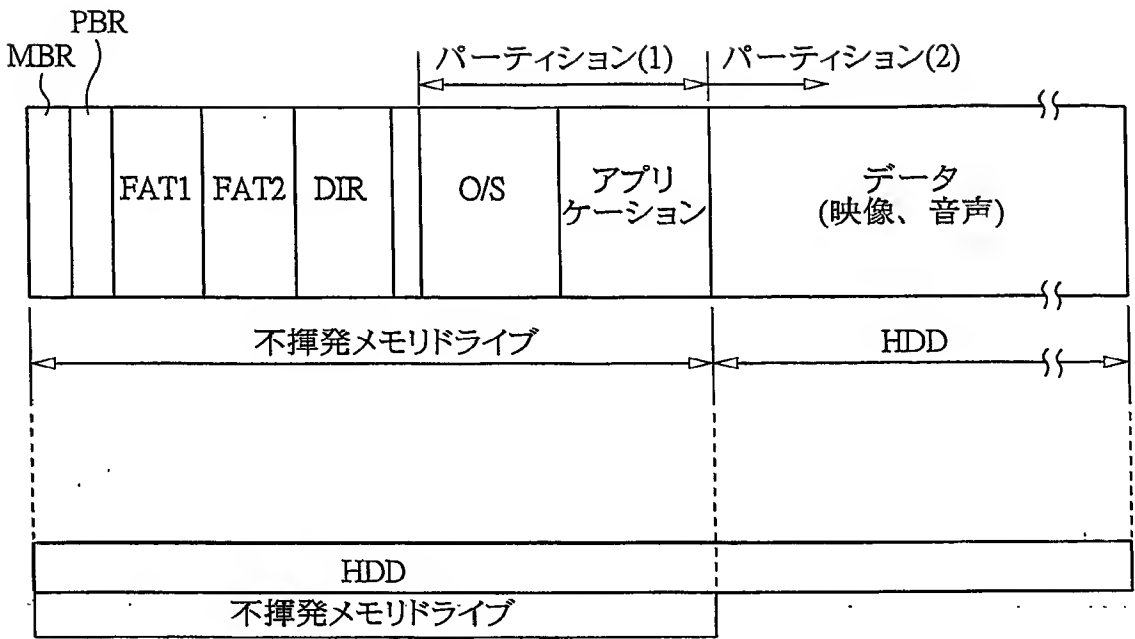 PBR
MBR
パーティション(1)
パーティション(2)
FAT1
FAT2
DIR
O/S
アプリ
ケーション
データ
(映像、音声)
不揮発メモリドライブ
HDD
HDD
不揮発メモリドライブ